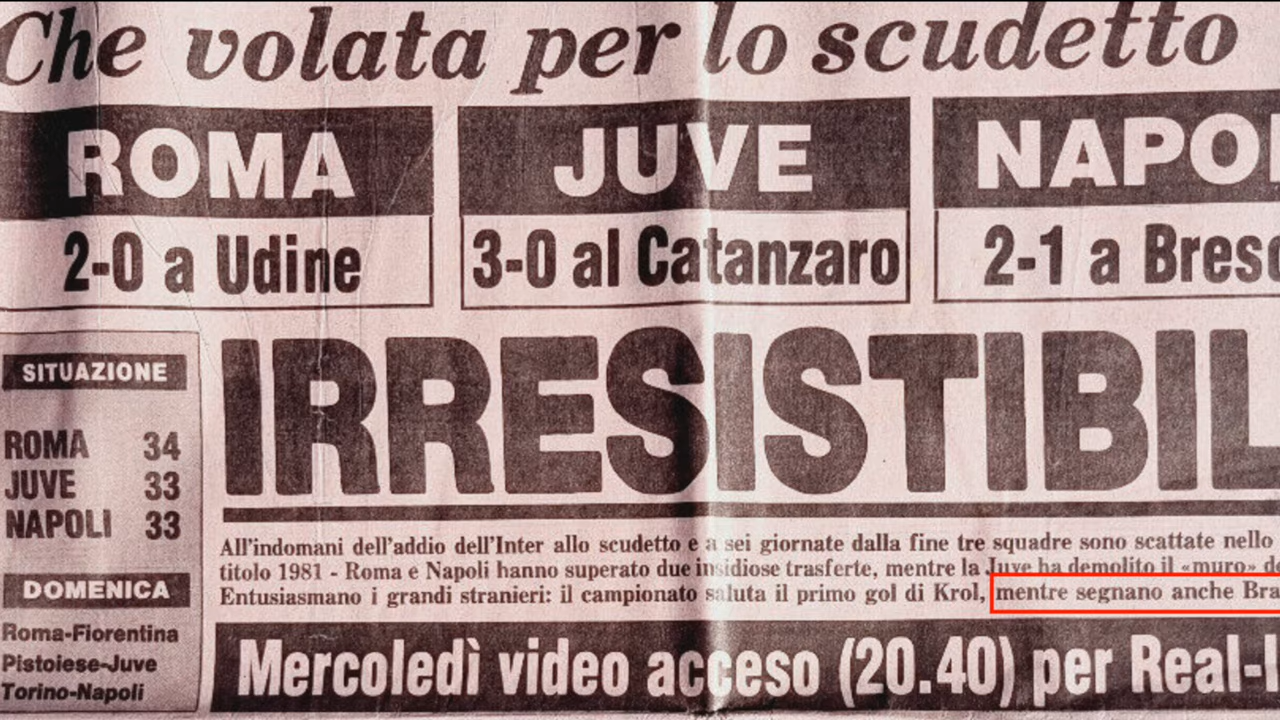 Che volata per lo scudetto
ROMA
2-0 a Udine
JUVE
3-0 al Catanzaro
NAPO
2-1 a Bresc
SITUAZIONE
ROMA 34
JUVE 33
NAPOLI 33
DOMENICA
Roma-Fiorentina
Pistoiese-Juve
Torino-Napoli
IRRESISTIBIL
All'indomani dell'addio dell'Inter allo scudetto e a sei giornate dalla fine tre squadre sono scattate nello
titolo 1981 - Roma e Napoli hanno superato due insidiose trasferte, mentre la Juve ha demolito il «muro» de
Entusiasmano i grandi stranieri: il campionato saluta il primo gol di Krol, mentre segnano anche Bra
Mercoledì video acceso (20.40) per Real-I